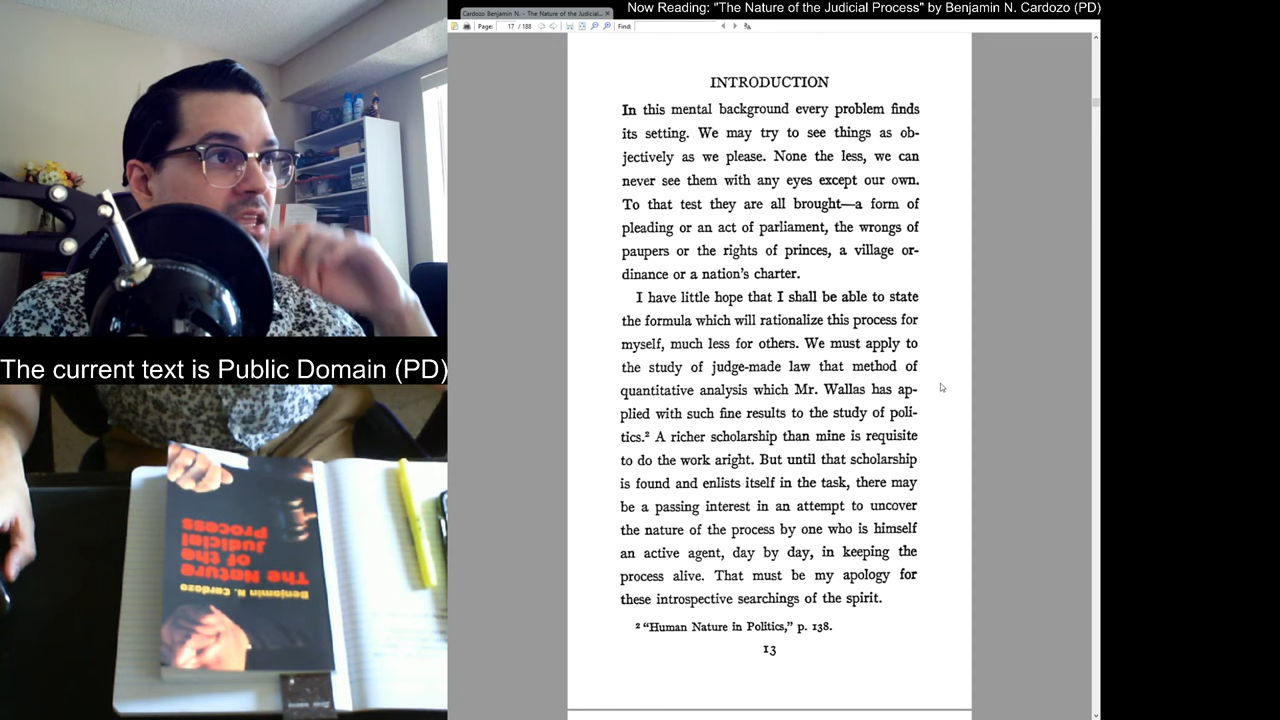 Now Reading: "The Nature of the Judicial Process" by Benjamin N. Cardozo (PD)
Cardozo Benjamin N. - The Nature of the Judicial...
Page: 17 / 188 Find:
INTRODUCTION
In this mental background every problem finds
its setting. We may try to see things as ob-
jectively as we please. None the less, we can
never see them with any eyes except our own.
To that test they are all brought—a form of
pleading or an act of parliament, the wrongs of
paupers or the rights of princes, a village or-
dinance or a nation's charter.
I have little hope that I shall be able to state
the formula which will rationalize this process for
myself, much less for others. We must apply to
the study of judge-made law that method of
quantitative analysis which Mr. Wallas has ap-
plied with such fine results to the study of poli-
tics.² A richer scholarship than mine is requisite
to do the work aright. But until that scholarship
is found and enlists itself in the task, there may
be a passing interest in an attempt to uncover
the nature of the process by one who is himself
an active agent, day by day, in keeping the
process alive. That must be my apology for
these introspective searchings of the spirit.
² "Human Nature in Politics," p. 138.
13
The current text is Public Domain (PD)
Benjamin N. Cardozo
The Nature
of the
Judicial
Process